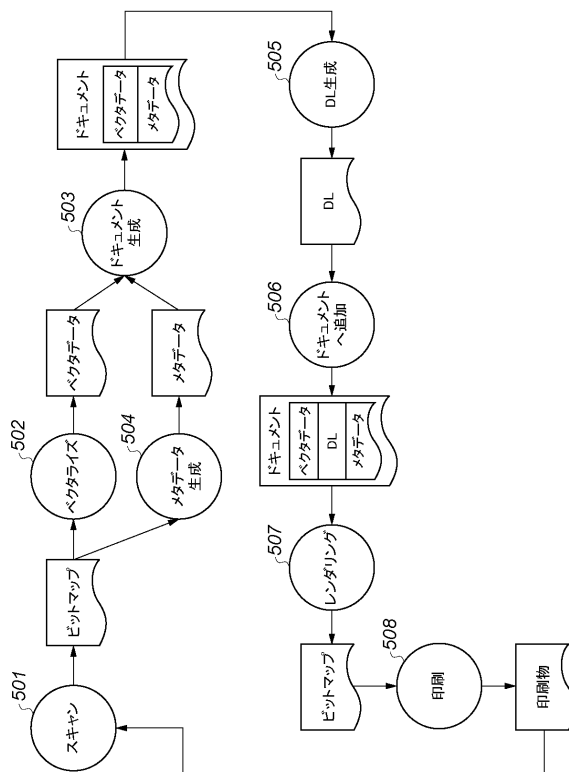 501
スキャン
ビットマップ
502
ベクタライズ
ベクタデータ
504
メタデータ
生成
メタデータ
503
ドキュメント
生成
ドキュメント
ベクタデータ
メタデータ
505
DL生成
DL
506
ドキュメント
へ追加
ドキュメント
ベクタデータ
DL
メタデータ
507
レンダリング
ビットマップ
508
印刷
印刷物